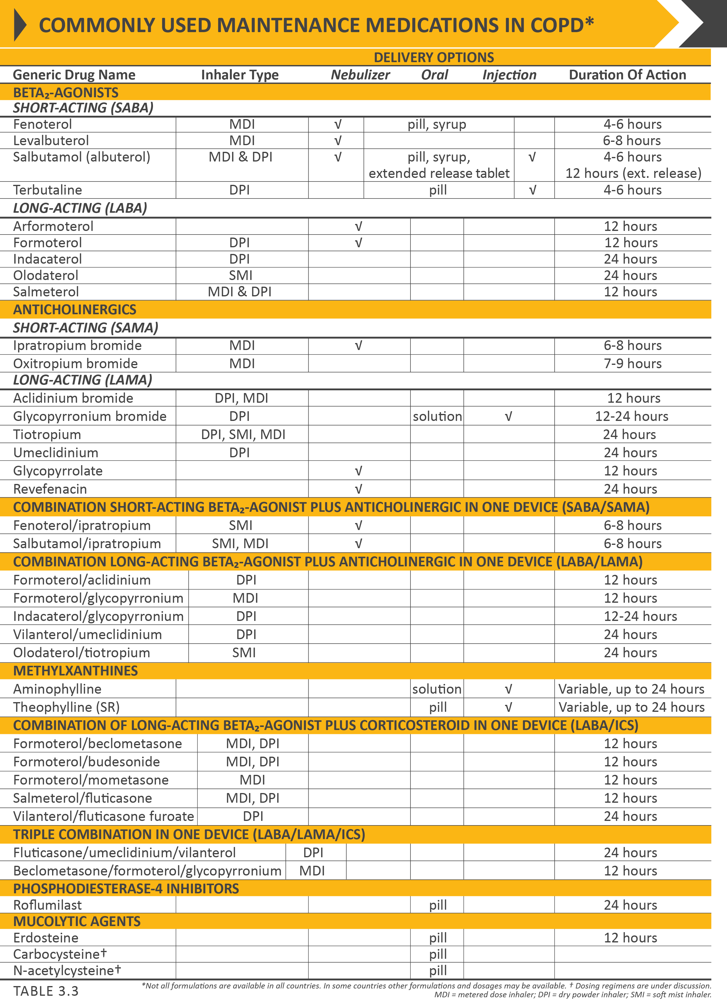 COMMONLY USED MAINTENANCE MEDICATIONS IN COPD*
DELIVERY OPTIONS
Generic Drug Name Inhaler Type Nebulizer Oral Injection Duration Of Action
BETA₂-AGONISTS
SHORT-ACTING (SABA)
Fenoterol MDI √ pill, syrup 4-6 hours
Levalbuterol MDI √ 6-8 hours
Salbutamol (albuterol) MDI & DPI √ pill, syrup, √ 4-6 hours
extended release tablet 12 hours (ext. release)
Terbutaline DPI pill √ 4-6 hours
LONG-ACTING (LABA)
Arformoterol √ 12 hours
Formoterol DPI √ 12 hours
Indacaterol DPI 24 hours
Olodaterol SMI 24 hours
Salmeterol MDI & DPI 12 hours
ANTICHOLINERGICS
SHORT-ACTING (SAMA)
Ipratropium bromide MDI √ 6-8 hours
Oxitropium bromide MDI 7-9 hours
LONG-ACTING (LAMA)
Aclidinium bromide DPI, MDI 12 hours
Glycopyrronium bromide DPI solution √ 12-24 hours
Tiotropium DPI, SMI, MDI 24 hours
Umeclidinium DPI 24 hours
Glycopyrrolate √ 12 hours
Revefenacin √ 24 hours
COMBINATION SHORT-ACTING BETA₂-AGONIST PLUS ANTICHOLINERGIC IN ONE DEVICE (SABA/SAMA)
Fenoterol/ipratropium SMI √ 6-8 hours
Salbutamol/ipratropium SMI, MDI √ 6-8 hours
COMBINATION LONG-ACTING BETA₂-AGONIST PLUS ANTICHOLINERGIC IN ONE DEVICE (LABA/LAMA)
Formoterol/aclidinium DPI 12 hours
Formoterol/glycopyrronium MDI 12 hours
Indacaterol/glycopyrronium DPI 12-24 hours
Vilanterol/umeclidinium DPI 24 hours
Olodaterol/tiotropium SMI 24 hours
METHYLXANTHINES
Aminophylline solution √ Variable, up to 24 hours
Theophylline (SR) pill √ Variable, up to 24 hours
COMBINATION OF LONG-ACTING BETA₂-AGONIST PLUS CORTICOSTEROID IN ONE DEVICE (LABA/ICS)
Formoterol/beclometasone MDI, DPI 12 hours
Formoterol/budesonide MDI, DPI 12 hours
Formoterol/mometasone MDI 12 hours
Salmeterol/fluticasone MDI, DPI 12 hours
Vilanterol/fluticasone furoate DPI 24 hours
TRIPLE COMBINATION IN ONE DEVICE (LABA/LAMA/ICS)
Fluticasone/umeclidinium/vilanterol DPI 24 hours
Beclometasone/formoterol/glycopyrronium MDI 12 hours
PHOSPHODIESTERASE-4 INHIBITORS
Roflumilast pill 24 hours
MUCOLYTIC AGENTS
Erdosteine pill 12 hours
Carbocysteine† pill
N-acetylcysteine† pill
TABLE 3.3 *Not all formulations are available in all countries. In some countries other formulations and dosages may be available. † Dosing regimens are under discussion.
MDI = metered dose inhaler; DPI = dry powder inhaler; SMI = soft mist inhaler.